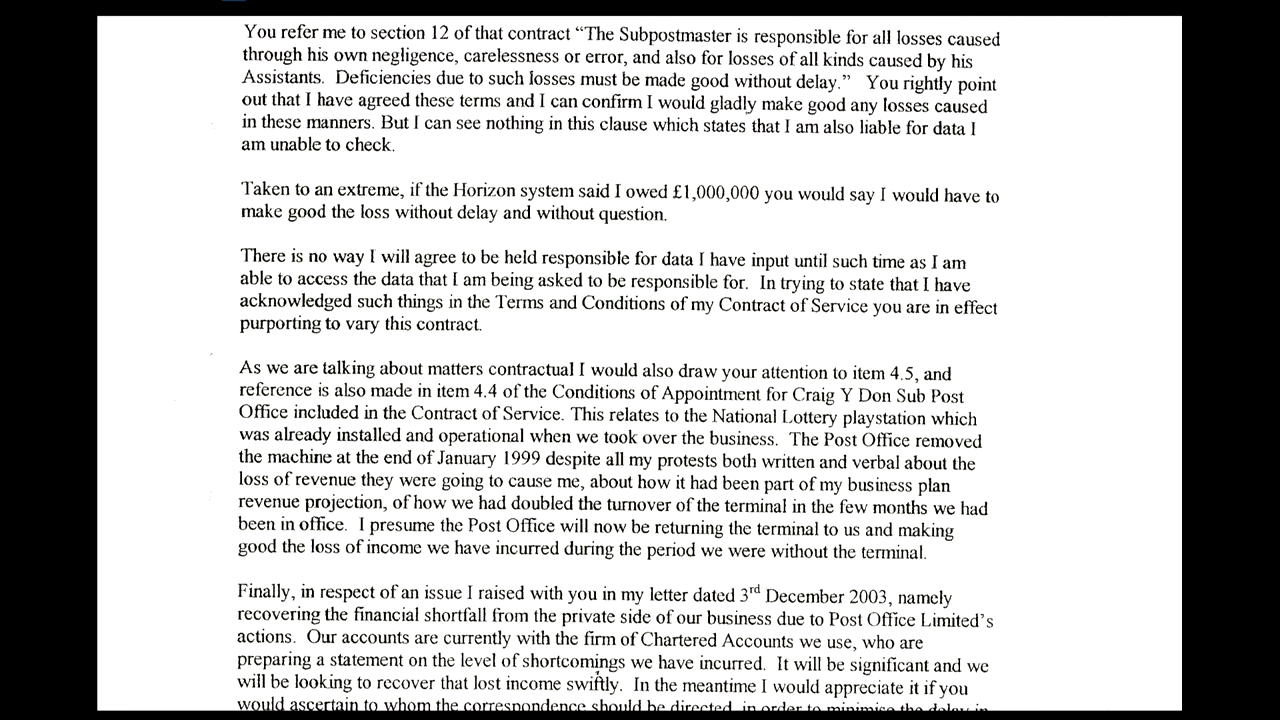 You refer me to section 12 of that contract “The Subpostmaster is responsible for all losses caused
through his own negligence, carelessness or error, and also for losses of all kinds caused by his
Assistants. Deficiencies due to such losses must be made good without delay.” You rightly point
out that I have agreed these terms and I can confirm I would gladly make good any losses caused
in these manners. But I can see nothing in this clause which states that I am also liable for data I
am unable to check.
Taken to an extreme, if the Horizon system said I owed £1,000,000 you would say I would have to
make good the loss without delay and without question.
There is no way I will agree to be held responsible for data I have input until such time as I am
able to access the data that I am being asked to be responsible for. In trying to state that I have
acknowledged such things in the Terms and Conditions of my Contract of Service you are in effect
purporting to vary this contract.
As we are talking about matters contractual I would also draw your attention to item 4.5, and
reference is also made in item 4.4 of the Conditions of Appointment for Craig Y Don Sub Post
Office included in the Contract of Service. This relates to the National Lottery playstation which
was already installed and operational when we took over the business. The Post Office removed
the machine at the end of January 1999 despite all my protests both written and verbal about the
loss of revenue they were going to cause me, about how it had been part of my business plan
revenue projection, of how we had doubled the turnover of the terminal in the few months we had
been in office. I presume the Post Office will now be returning the terminal to us and making
good the loss of income we have incurred during the period we were without the terminal.
Finally, in respect of an issue I raised with you in my letter dated 3rd December 2003, namely
recovering the financial shortfall from the private side of our business due to Post Office Limited’s
actions. Our accounts are currently with the firm of Chartered Accounts we use, who are
preparing a statement on the level of shortcomings we have incurred. It will be significant and we
will be looking to recover that lost income swiftly. In the meantime I would appreciate it if you
would ascertain to whom the correspondence should be directed, in order to minimise the delay in